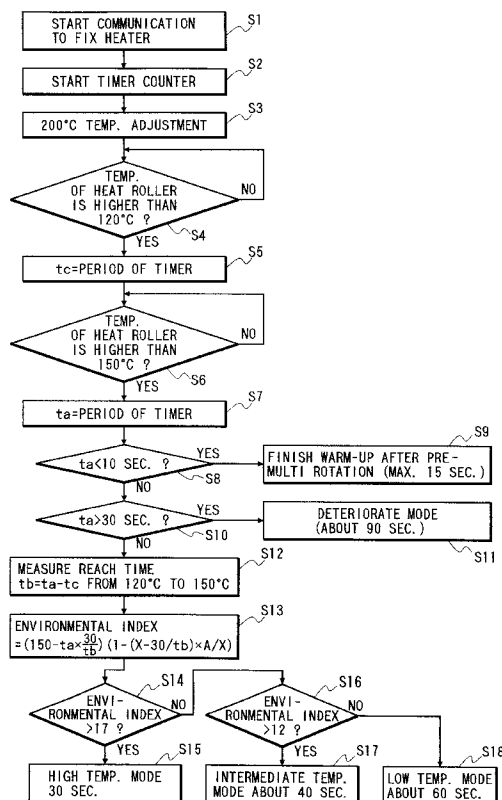 START COMMUNICATION
TO FIX HEATER
S1
START TIMER COUNTER
S2
200°C TEMP. ADJUSTMENT
S3
TEMP.
OF HEAT ROLLER
IS HIGHER THAN
120°C ?
NO
S4
YES
tc=PERIOD OF TIMER
S5
TEMP.
OF HEAT ROLLER
IS HIGHER THAN
150°C ?
NO
S6
YES
ta=PERIOD OF TIMER
S7
ta<10 SEC. ?
YES
S8
NO
FINISH WARM-UP AFTER PRE-
MULTI ROTATION (MAX. 15 SEC.)
S9
ta>30 SEC. ?
YES
S10
NO
DETERIORATE MODE
(ABOUT 90 SEC.)
S11
MEASURE REACH TIME
tb=ta-tc FROM 120°C TO 150°C
S12
ENVIRONMENTAL INDEX
=(150-ta×30/tb)(1-(X-30/tb)×A/X)
S13
ENVI-
RONMENTAL INDEX
>17 ?
S14
NO
YES
HIGH TEMP. MODE
30 SEC.
S15
ENVI-
RONMENTAL INDEX
>12 ?
S16
NO
YES
INTERMEDIATE TEMP.
MODE ABOUT 40 SEC.
S17
LOW TEMP. MODE
ABOUT 60 SEC.
S18